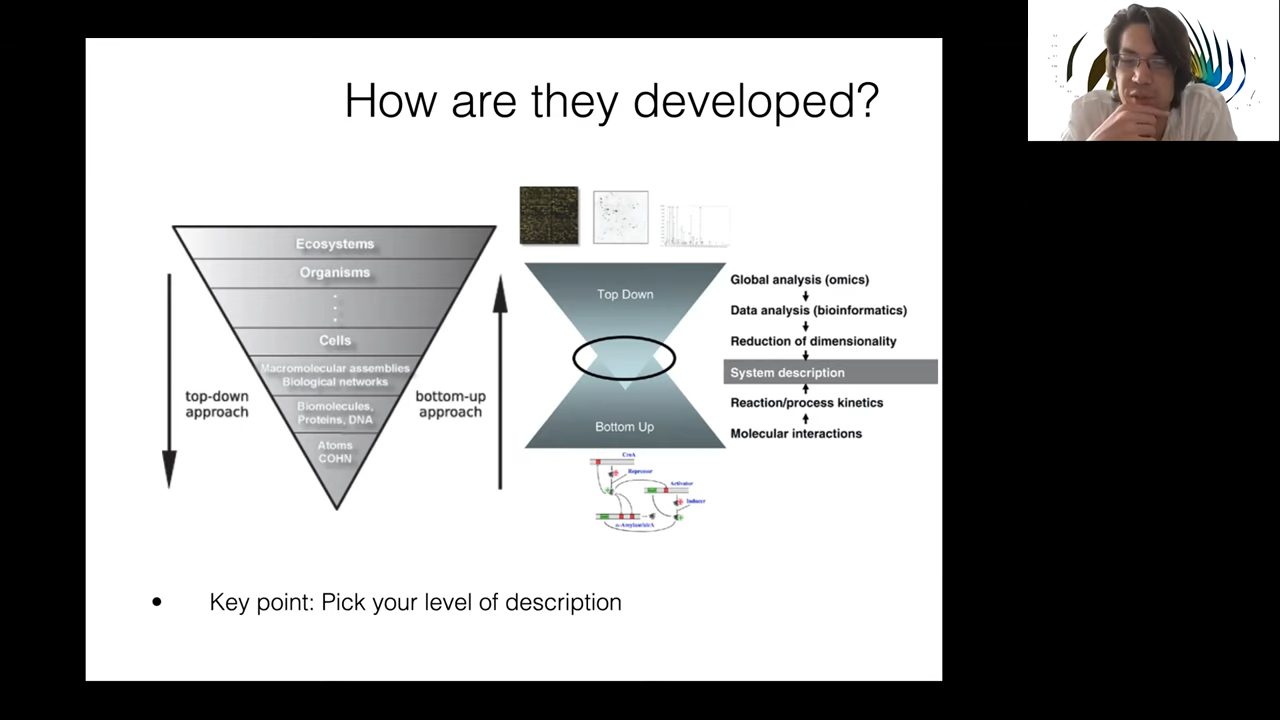 How are they developed?
Ecosystems
Organisms
Cells
Macromolecular assemblies
Biological networks
Biomolecules,
Proteins, DNA
Atoms
COHN
top-down
approach
bottom-up
approach
Top Down
Bottom Up
Global analysis (omics)
Data analysis (bioinformatics)
Reduction of dimensionality
System description
Reaction/process kinetics
Molecular interactions
CreA
Repressor
Activator
Inducer
• Key point: Pick your level of description